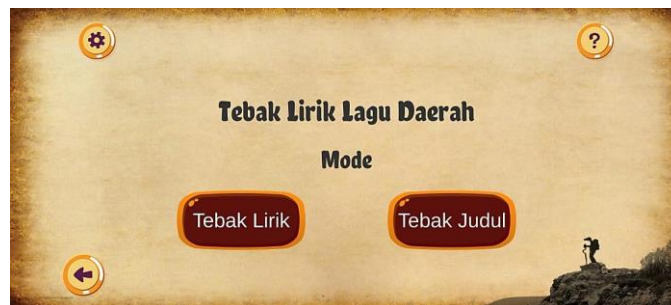 ?
Tebak Lirik Lagu Daerah
Mode
Tebak Lirik
Tebak Judul